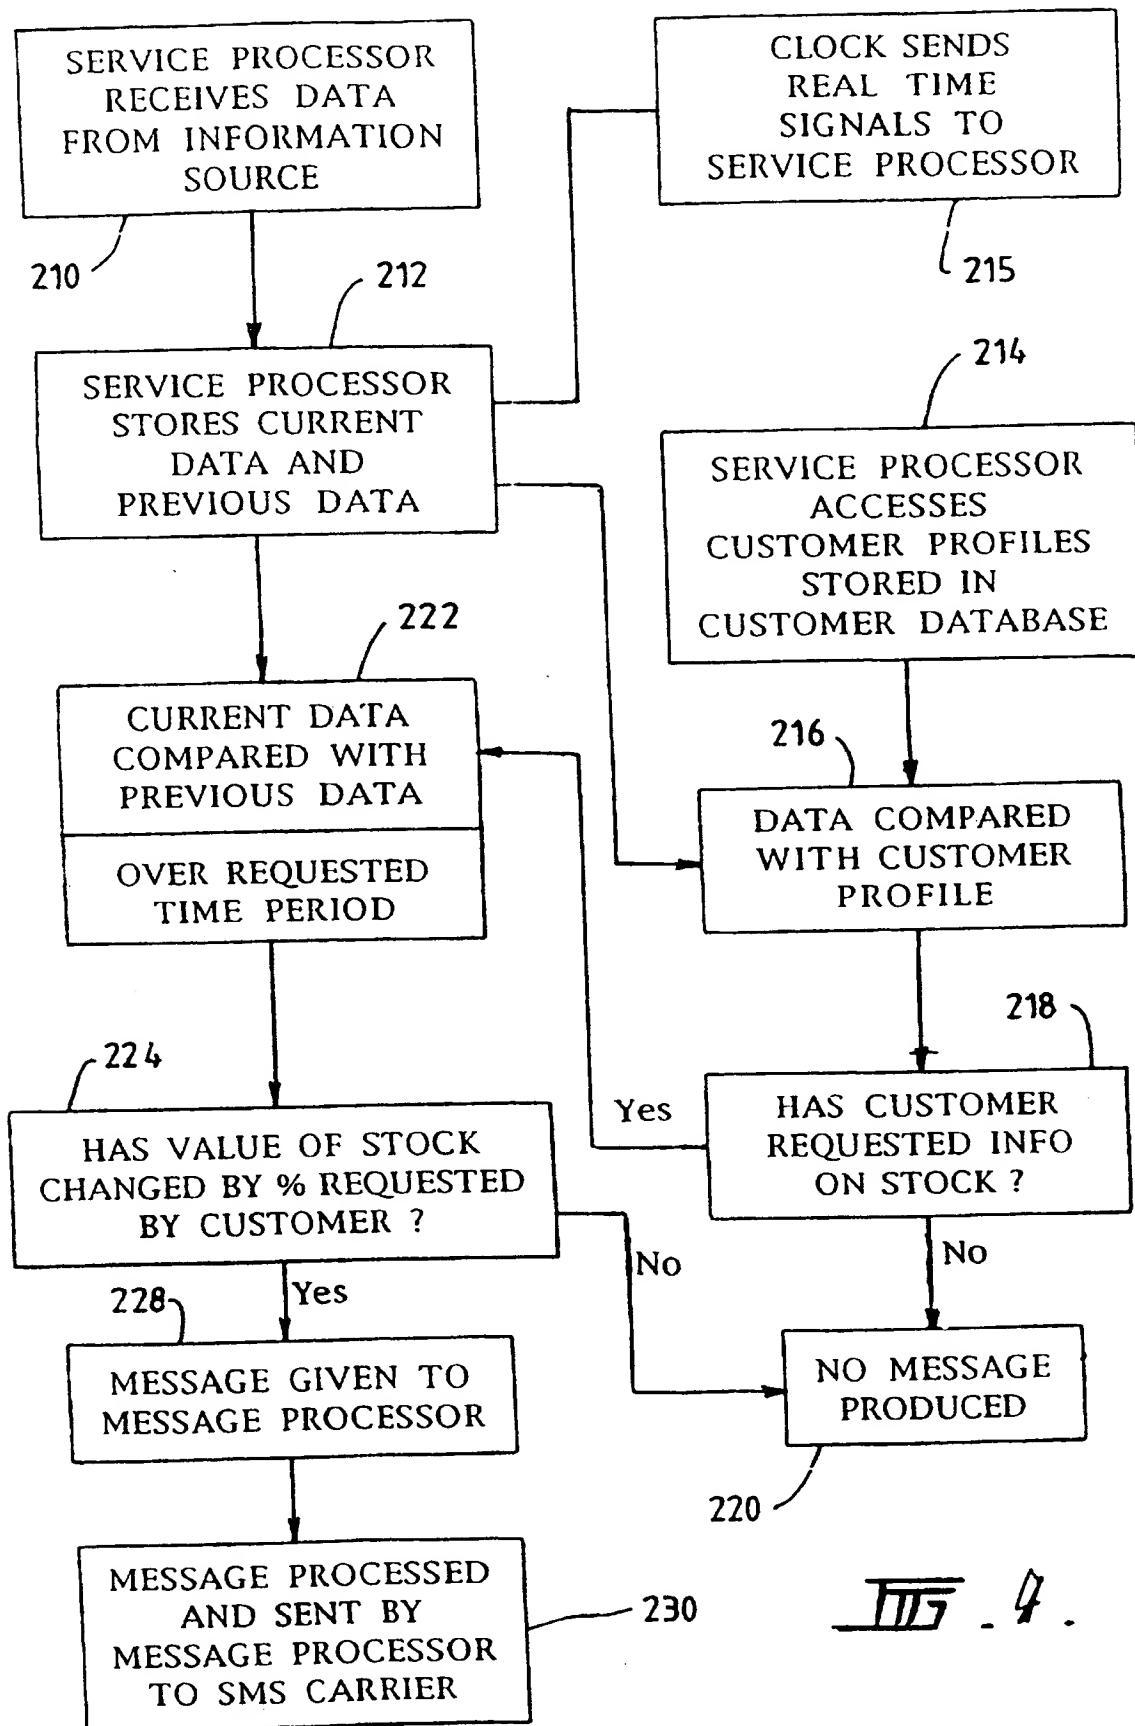 SERVICE PROCESSOR
RECEIVES DATA
FROM INFORMATION
SOURCE
210
CLOCK SENDS
REAL TIME
SIGNALS TO
SERVICE PROCESSOR
215
212
SERVICE PROCESSOR
STORES CURRENT
DATA AND
PREVIOUS DATA
214
SERVICE PROCESSOR
ACCESSES
CUSTOMER PROFILES
STORED IN
CUSTOMER DATABASE
222
CURRENT DATA
COMPARED WITH
PREVIOUS DATA
OVER REQUESTED
TIME PERIOD
216
DATA COMPARED
WITH CUSTOMER
PROFILE
218
HAS CUSTOMER
REQUESTED INFO
ON STOCK ?
Yes
No
224
HAS VALUE OF STOCK
CHANGED BY % REQUESTED
BY CUSTOMER ?
No
Yes
228
MESSAGE GIVEN TO
MESSAGE PROCESSOR
NO MESSAGE
PRODUCED
220
MESSAGE PROCESSED
AND SENT BY
MESSAGE PROCESSOR
TO SMS CARRIER
230
FIG. 4.